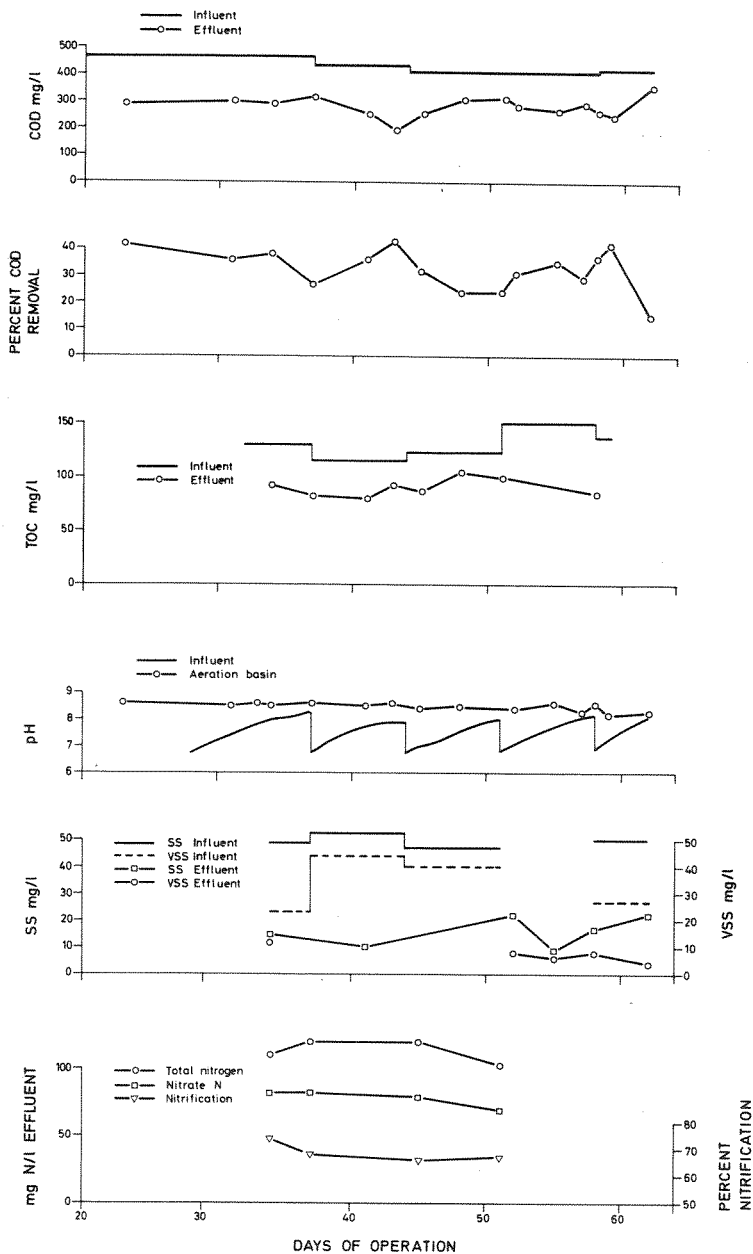 Influent
Effluent
COD mg/l
500
400
300
200
100
0
PERCENT COD
REMOVAL
40
30
20
10
0
TOC mg/l
150
100
50
0
Influent
Effluent
Influent
Aeration basin
pH
9
8
7
6
SS mg/l
50
40
30
20
10
0
SS Influent
VSS Influent
SS Effluent
VSS Effluent
50
40
30
20
10
0
VSS mg/l
mg N/l EFFLUENT
100
50
0
Total nitrogen
Nitrate N
Nitrification
80
70
60
50
PERCENT
NITRIFICATION
20
30
40
50
60
DAYS OF OPERATION